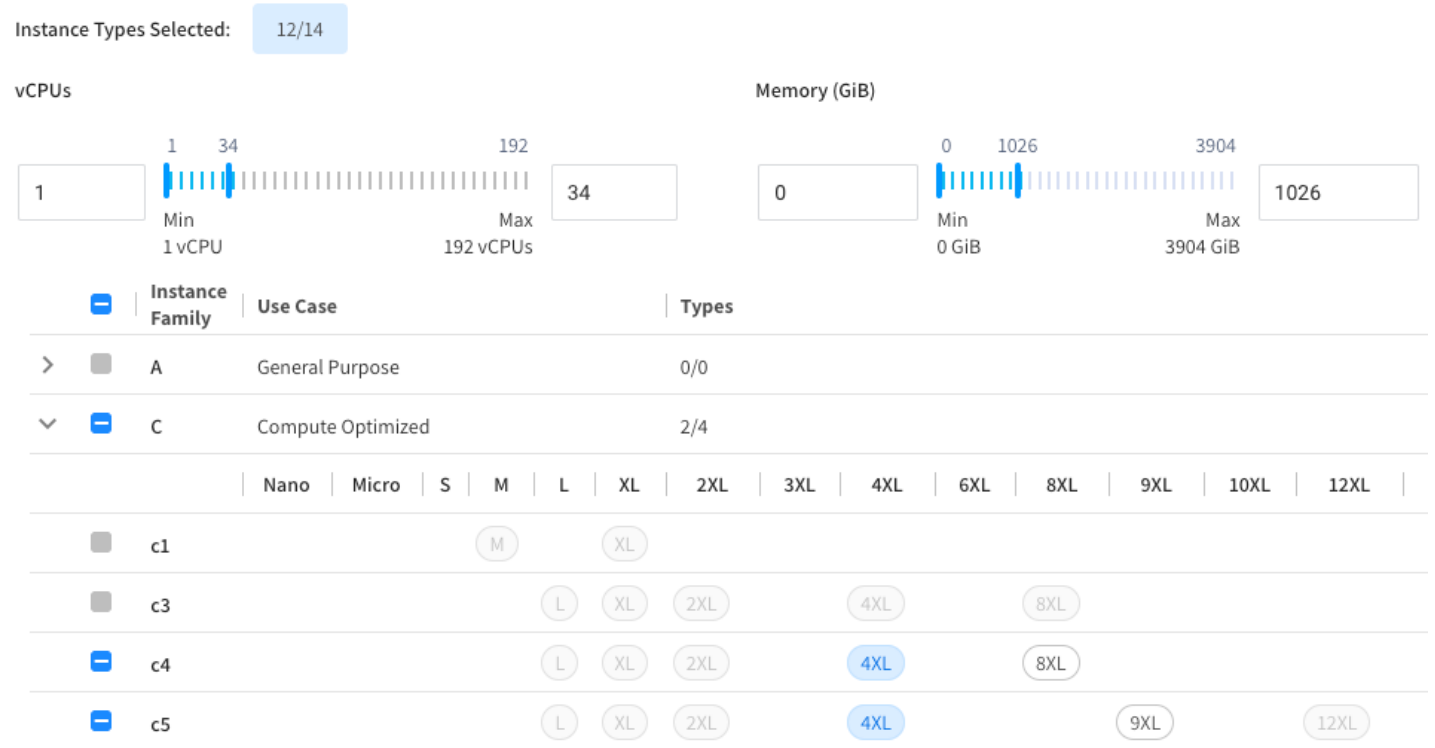 Instance Types Selected: 12/14
vCPUs Memory (GiB)
1 34 192 0 1026 3904
1 34 0 1026
Min Max Min Max
1 vCPU 192 vCPUs 0 GiB 3904 GiB
Instance Family Use Case Types
A General Purpose 0/0
C Compute Optimized 2/4
Nano Micro S M L XL 2XL 3XL 4XL 6XL 8XL 9XL 10XL 12XL
c1 M XL
c3 L XL 2XL 4XL 8XL
c4 L XL 2XL 4XL 8XL
c5 L XL 2XL 4XL 9XL 12XL